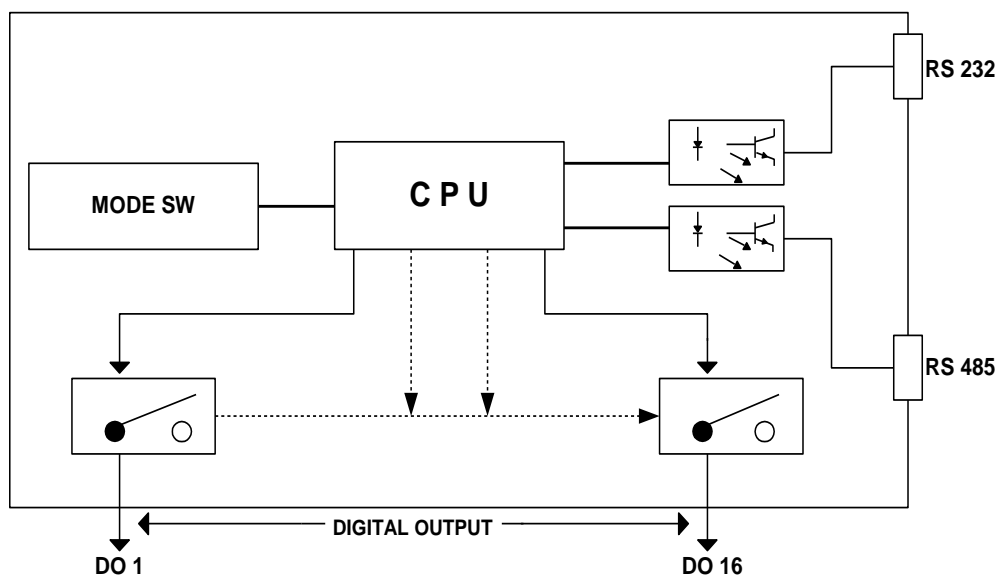 RS 232
C P U
MODE SW
RS 485
DIGITAL OUTPUT
DO 1
DO 16